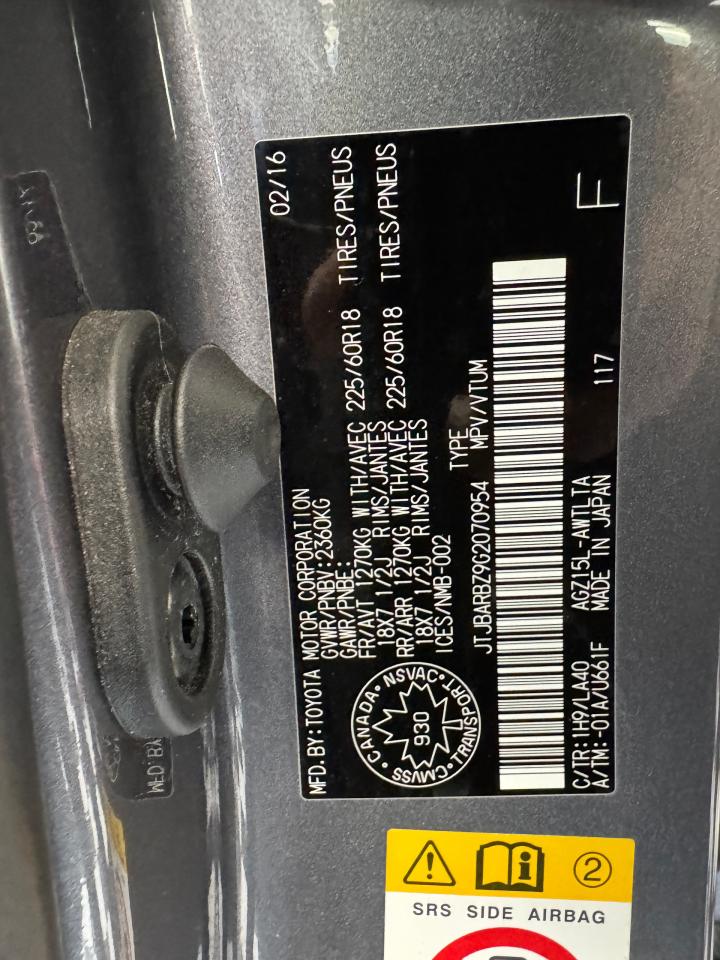 MFD.BY:TOYOTA MOTOR CORPORATION 02/16
GVWR/PNBV:2360KG
GAWR/PNBE:
FR/AVT 1270KG WITH/AVEC 225/60R18 TIRES/PNEUS
18X7 1/2J RIMS/JANTES
RR/ARR 1270KG WITH/AVEC 225/60R18 TIRES/PNEUS
18X7 1/2J RIMS/JANTES
ICES/NMB-002
TYPE
JTJBARBZ9G2070954 MPV/VTUM
CANADA • NSVAC • TRANSPORT • CMVSS •
930
C/TR:1H9/LA40 AGZ15L-AWTLTA
A/TM:-01A/U661F MADE IN JAPAN
117
F
2
SRS SIDE AIRBAG